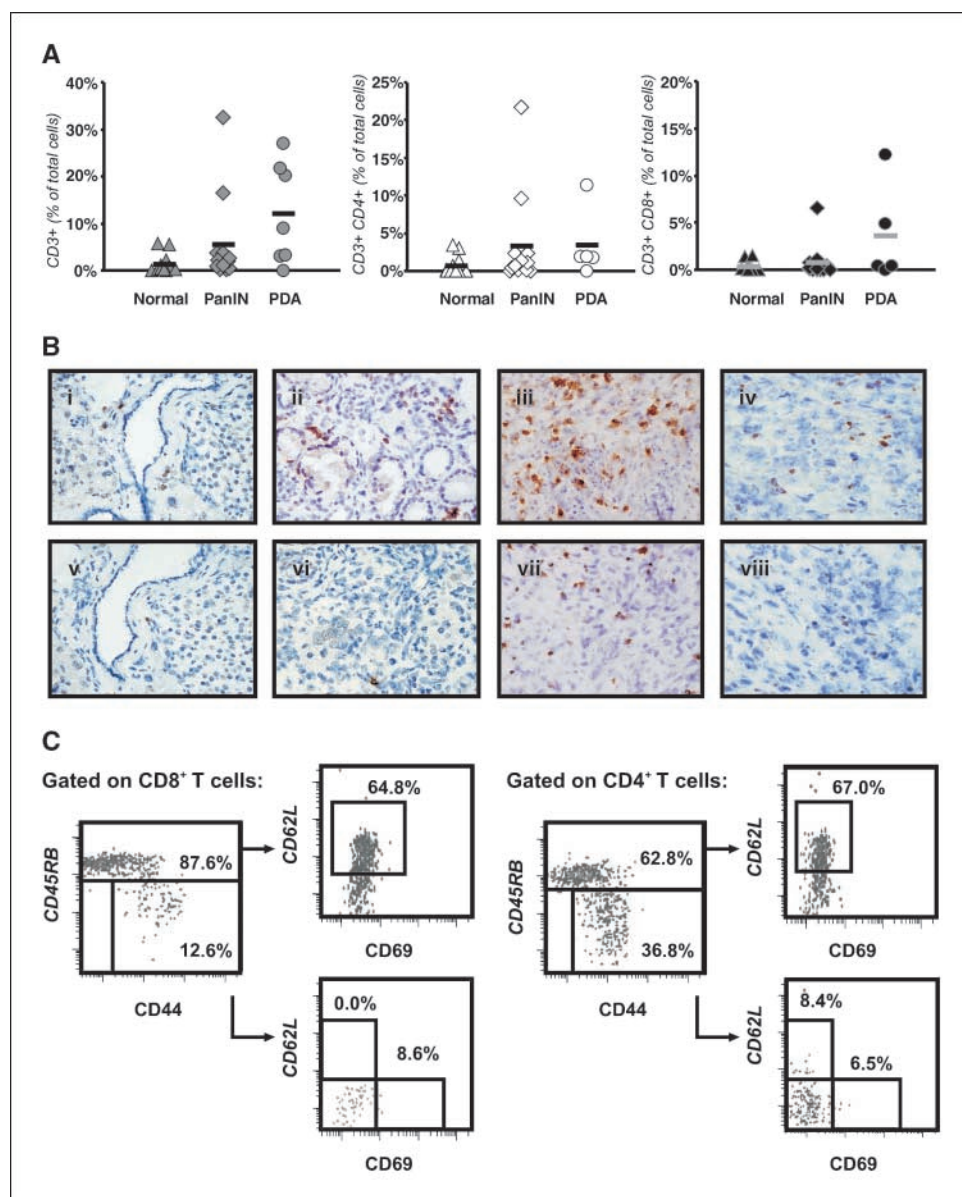 A
CD3+ (% of total cells)
40%
30%
20%
10%
0%
Normal PanIN PDA
CD3+ CD4+ (% of total cells)
25%
20%
15%
10%
5%
0%
Normal PanIN PDA
CD3+ CD8+ (% of total cells)
20%
15%
10%
5%
0%
Normal PanIN PDA
B
i
ii
iii
iv
v
vi
vii
viii
C
Gated on CD8+ T cells:
CD45RB
87.6%
12.6%
CD44
CD62L
64.8%
CD69
CD62L
0.0%
8.6%
CD69
Gated on CD4+ T cells:
CD45RB
62.8%
36.8%
CD44
CD62L
67.0%
CD69
CD62L
8.4%
6.5%
CD69